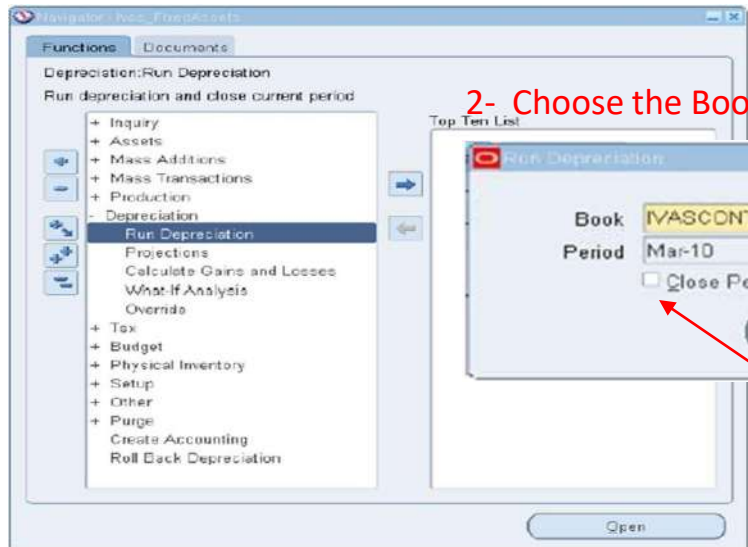 Navigator - Ivas_FixedAssets
Functions
Documents
Depreciation:Run Depreciation
Run depreciation and close current period
2- Choose the Boo
+ Inquiry
+ Assets
+ Mass Additions
+ Mass Transactions
+ Production
- Depreciation
Run Depreciation
Projections
Calculate Gains and Losses
What-If Analysis
Override
+ Tax
+ Budget
+ Physical Inventory
+ Setup
+ Other
+ Purge
Create Accounting
Roll Back Depreciation
Top Ten List
Run Depreciation
Book IVASCONT
Period Mar-10
Close Pe
Open